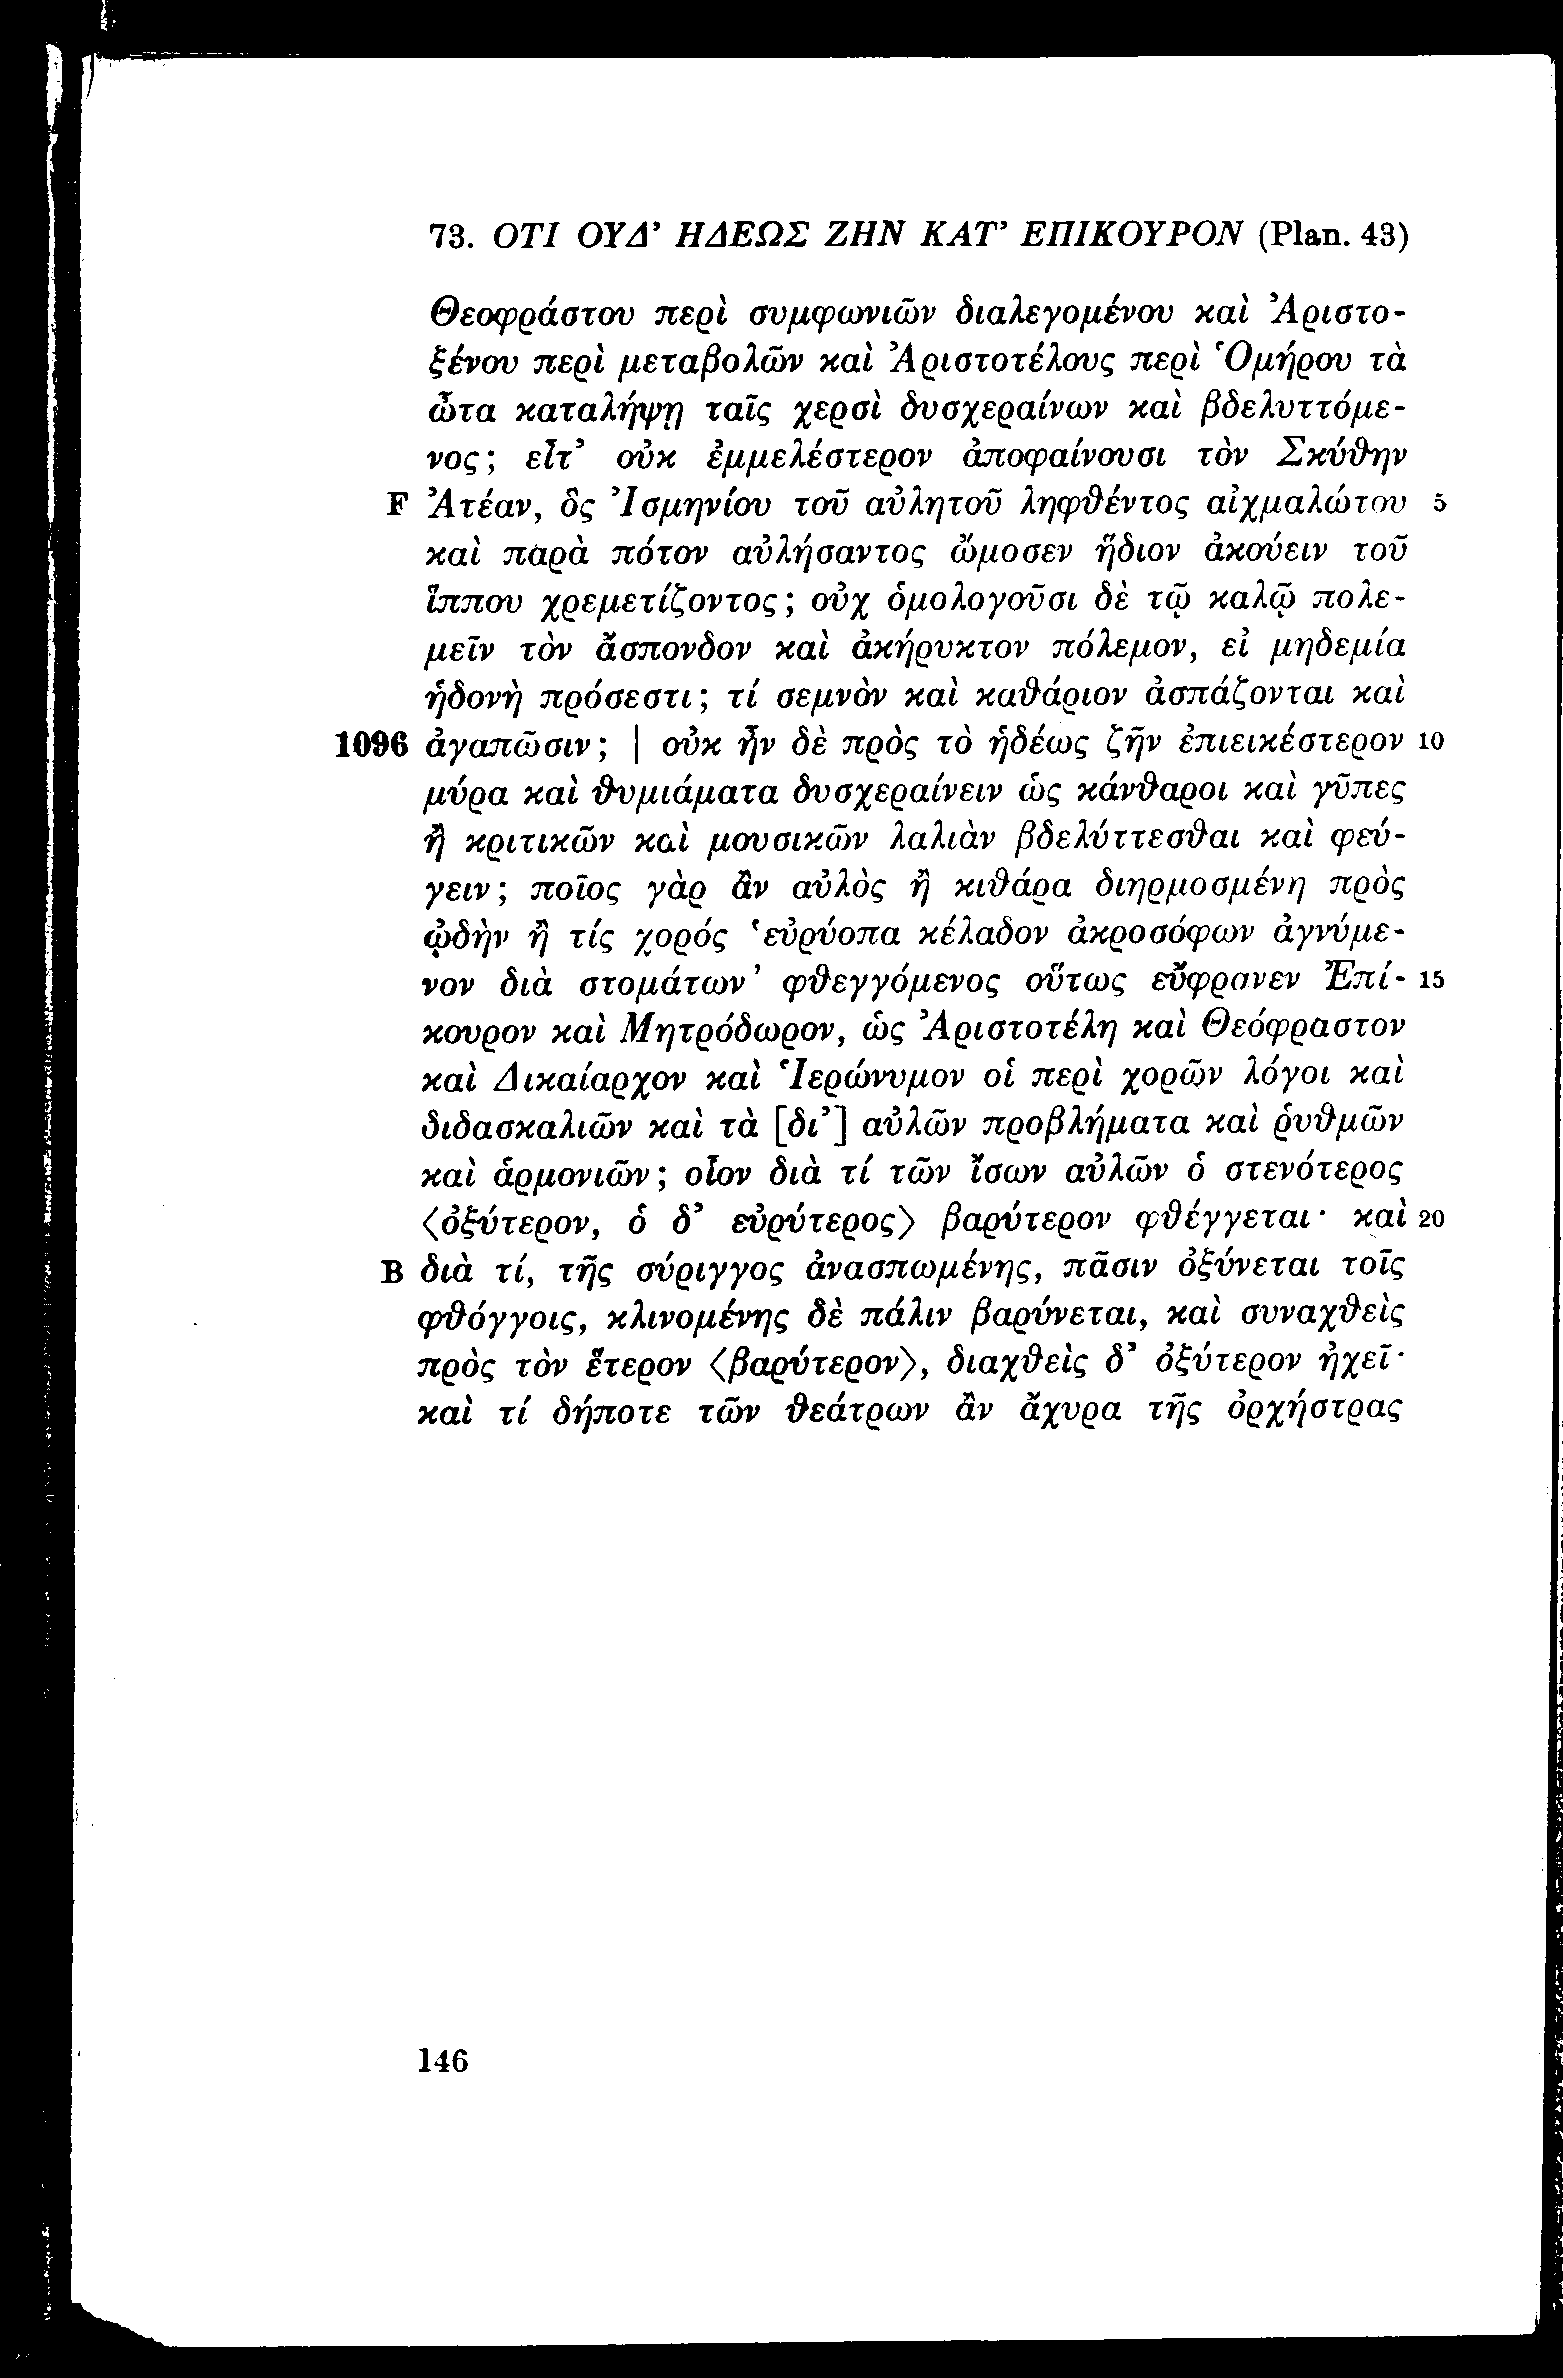 73. ΟΤΙ ΟΥΔ’ ΗΔΕΩΣ ΖΗΝ ΚΑΤ’ ΕΠΙΚΟΥΡΟΝ (Plan. 43)
Θεοφράστου περὶ συμφωνιῶν διαλεγομένου καὶ Ἀριστο-
ξένου περὶ μεταβολῶν καὶ Ἀριστοτέλους περὶ Ὁμήρου τὰ
ὦτα καταλήψῃ ταῖς χερσὶ δυσχεραίνων καὶ βδελυττόμε-
νος; εἶτ’ οὐκ ἐμμελέστερον ἀποφαίνουσι τὸν Σκύθην
F Ἀτέαν, ὃς Ἰσμηνίου τοῦ αὐλητοῦ ληφθέντος αἰχμαλώτου 5
καὶ παρὰ πότον αὐλήσαντος ὤμοσεν ἥδιον ἀκούειν τοῦ
ἵππου χρεμετίζοντος; οὐχ ὁμολογοῦσι δὲ τῷ καλῷ πολε-
μεῖν τὸν ἄσπονδον καὶ ἀκήρυκτον πόλεμον, εἰ μηδεμία
ἡδονὴ πρόσεστι; τί σεμνὸν καὶ καθάριον ἀσπάζονται καὶ
1096 ἀγαπῶσιν; | οὐκ ἦν δὲ πρὸς τὸ ἡδέως ζῆν ἐπιεικέστερον 10
μύρα καὶ θυμιάματα δυσχεραίνειν ὡς κάνθαροι καὶ γῦπες
ἢ κριτικῶν καὶ μουσικῶν λαλιὰν βδελύττεσθαι καὶ φεύ-
γειν; ποῖος γὰρ ἂν αὐλὸς ἢ κιθάρα διηρμοσμένη πρὸς
ᾠδὴν ἢ τίς χορός ‘εὐρύοπα κέλαδον ἀκροσόφων ἀγνύμε-
νον διὰ στομάτων’ φθεγγόμενος οὕτως εὔφρανεν Ἐπί- 15
κουρον καὶ Μητρόδωρον, ὡς Ἀριστοτέλη καὶ Θεόφραστον
καὶ Δικαίαρχον καὶ Ἱερώνυμον οἱ περὶ χορῶν λόγοι καὶ
διδασκαλιῶν καὶ τὰ [δι’] αὐλῶν προβλήματα καὶ ῥυθμῶν
καὶ ἁρμονιῶν; οἷον διὰ τί τῶν ἴσων αὐλῶν ὁ στενότερος
⟨ὀξύτερον, ὁ δ’ εὐρύτερος⟩ βαρύτερον φθέγγεται· καὶ 20
B διὰ τί, τῆς σύριγγος ἀνασπωμένης, πᾶσιν ὀξύνεται τοῖς
φθόγγοις, κλινομένης δὲ πάλιν βαρύνεται, καὶ συναχθεὶς
πρὸς τὸν ἕτερον ⟨βαρύτερον⟩, διαχθεὶς δ’ ὀξύτερον ἠχεῖ·
καὶ τί δήποτε τῶν θεάτρων ἂν ἄχυρα τῆς ὀρχήστρας
146